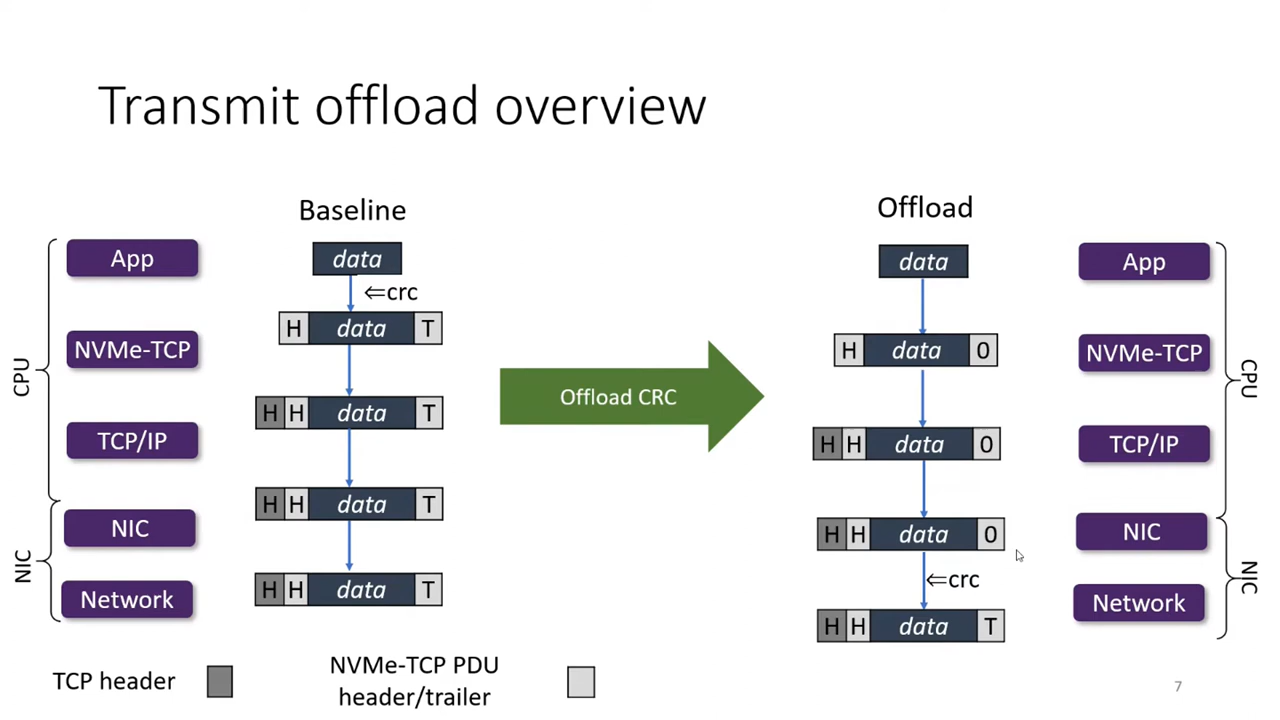 Transmit offload overview
Baseline
Offload
App
data
data
App
⇐crc
H data T
NVMe-TCP
H data 0
NVMe-TCP
CPU
CPU
Offload CRC
H H data T
TCP/IP
H H data 0
TCP/IP
H H data T
NIC
H H data 0
NIC
NIC
NIC
⇐crc
H H data T
Network
H H data T
Network
TCP header
NVMe-TCP PDU
header/trailer
7